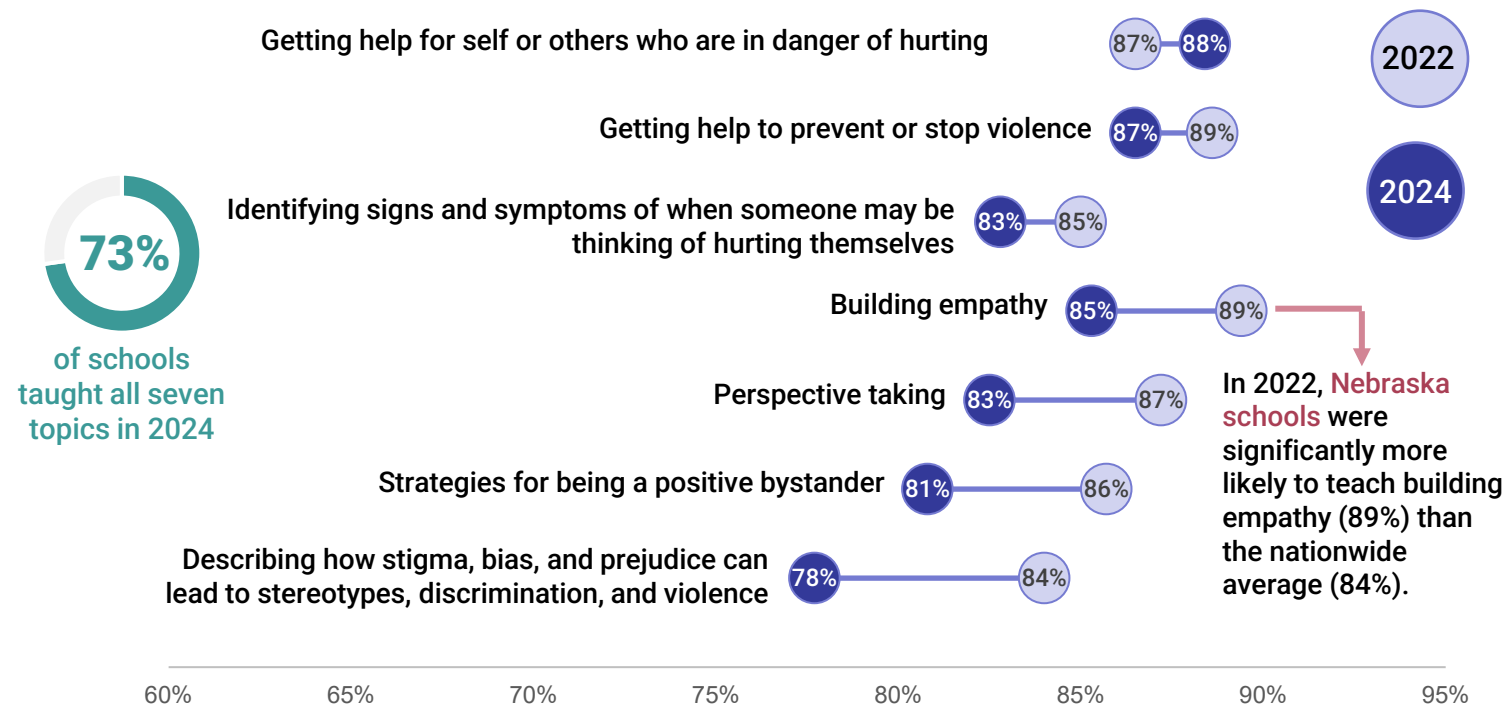 Getting help for self or others who are in danger of hurting
87% 88%
2022
Getting help to prevent or stop violence
87% 89%
2024
Identifying signs and symptoms of when someone may be
thinking of hurting themselves
83% 85%
73%
of schools
taught all seven
topics in 2024
Building empathy
85% 89%
Perspective taking
83% 87%
In 2022, Nebraska
schools were
significantly more
likely to teach building
empathy (89%) than
the nationwide
average (84%).
Strategies for being a positive bystander
81% 86%
Describing how stigma, bias, and prejudice can
lead to stereotypes, discrimination, and violence
78% 84%
60% 65% 70% 75% 80% 85% 90% 95%